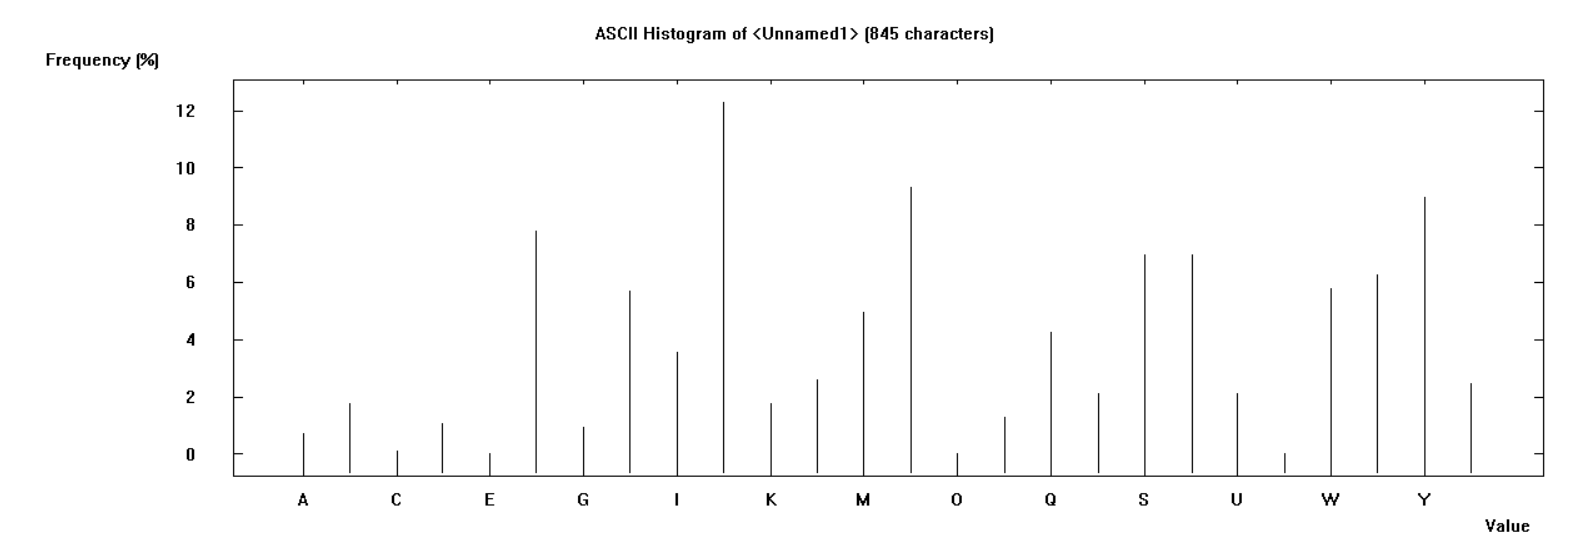 ASCII Histogram of <Unnamed1> (845 characters)
Frequency (%)
12
10
8
6
4
2
0
A C E G I K M O Q S U W Y
Value